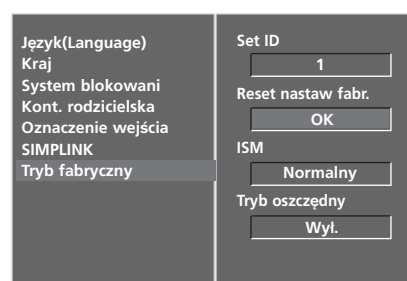 Język(Language)
Kraj
System blokowani
Kont. rodzicielska
Oznaczenie wejścia
SIMPLINK
Tryb fabryczny
Set ID
1
Reset nastaw fabr.
OK
ISM
Normalny
Tryb oszczędny
Wył.